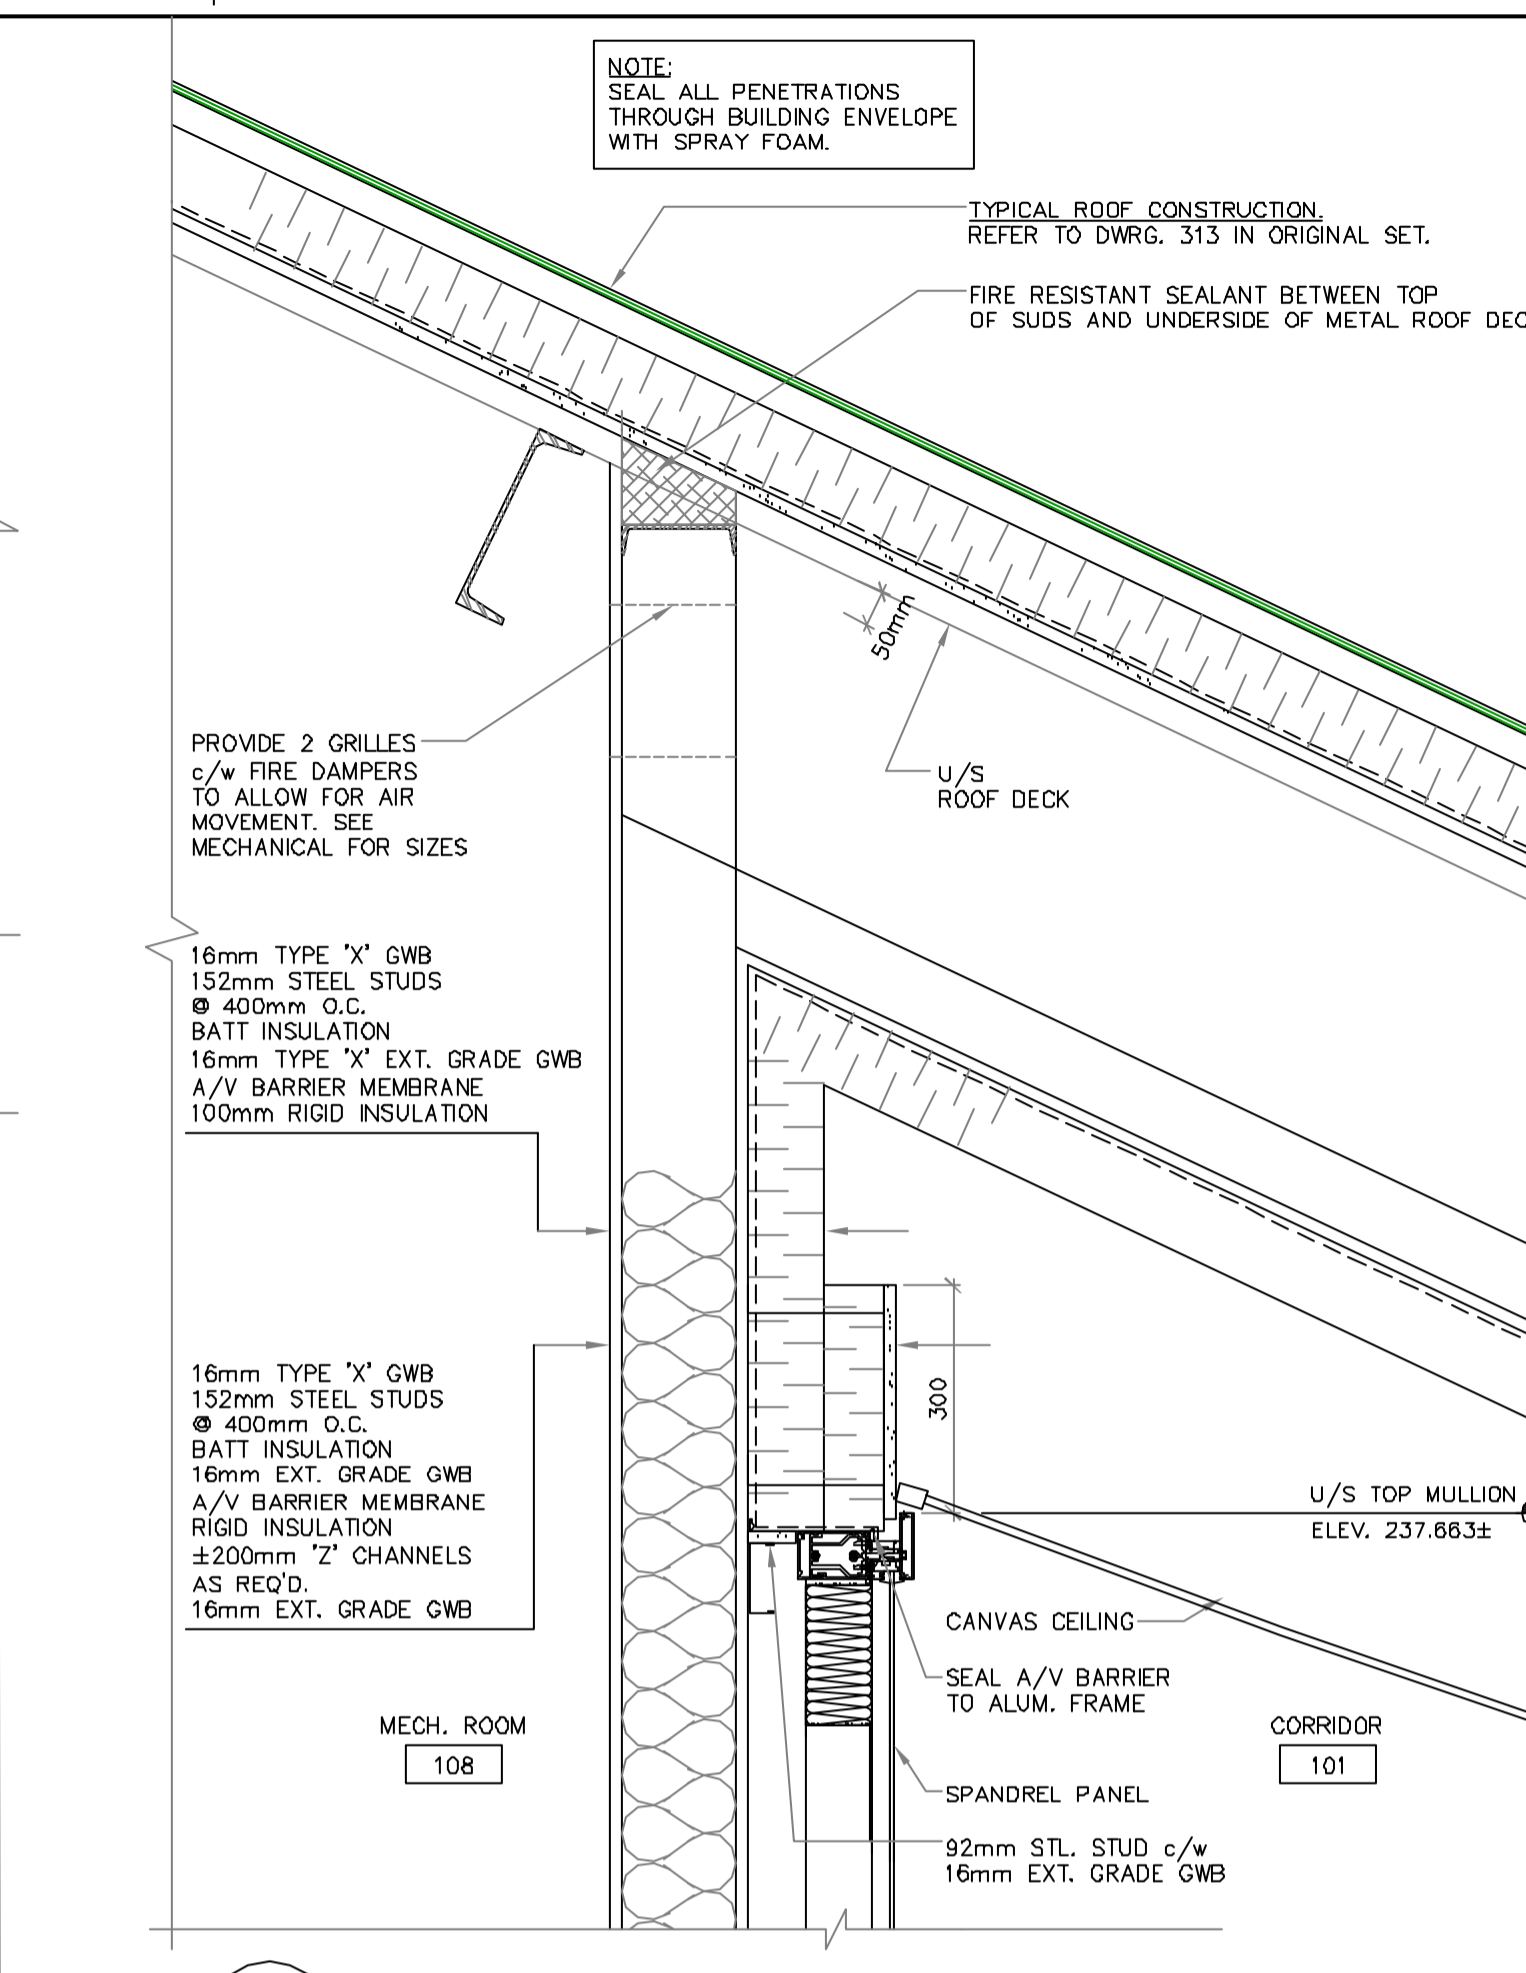 NOTE:
SEAL ALL PENETRATIONS
THROUGH BUILDING ENVELOPE
WITH SPRAY FOAM.
TYPICAL ROOF CONSTRUCTION.
REFER TO DWRG. 313 IN ORIGINAL SET.
FIRE RESISTANT SEALANT BETWEEN TOP
OF SUDS AND UNDERSIDE OF METAL ROOF
50mm
PROVIDE 2 GRILLES
c/w FIRE DAMPERS
TO ALLOW FOR AIR
MOVEMENT. SEE
MECHANICAL FOR SIZES
U/S
ROOF DECK
16mm TYPE 'X' GWB
152mm STEEL STUDS
@ 400mm O.C.
BATT INSULATION
16mm TYPE 'X' EXT. GRADE GWB
A/V BARRIER MEMBRANE
100mm RIGID INSULATION
16mm TYPE 'X' GWB
152mm STEEL STUDS
@ 400mm O.C.
BATT INSULATION
16mm EXT. GRADE GWB
A/V BARRIER MEMBRANE
RIGID INSULATION
±200mm 'Z' CHANNELS
AS REQ'D.
16mm EXT. GRADE GWB
300
U/S TOP MULLION
ELEV. 237.663±
CANVAS CEILING
SEAL A/V BARRIER
TO ALUM. FRAME
MECH. ROOM
108
CORRIDOR
101
SPANDREL PANEL
92mm STL. STUD c/w
16mm EXT. GRADE GWB